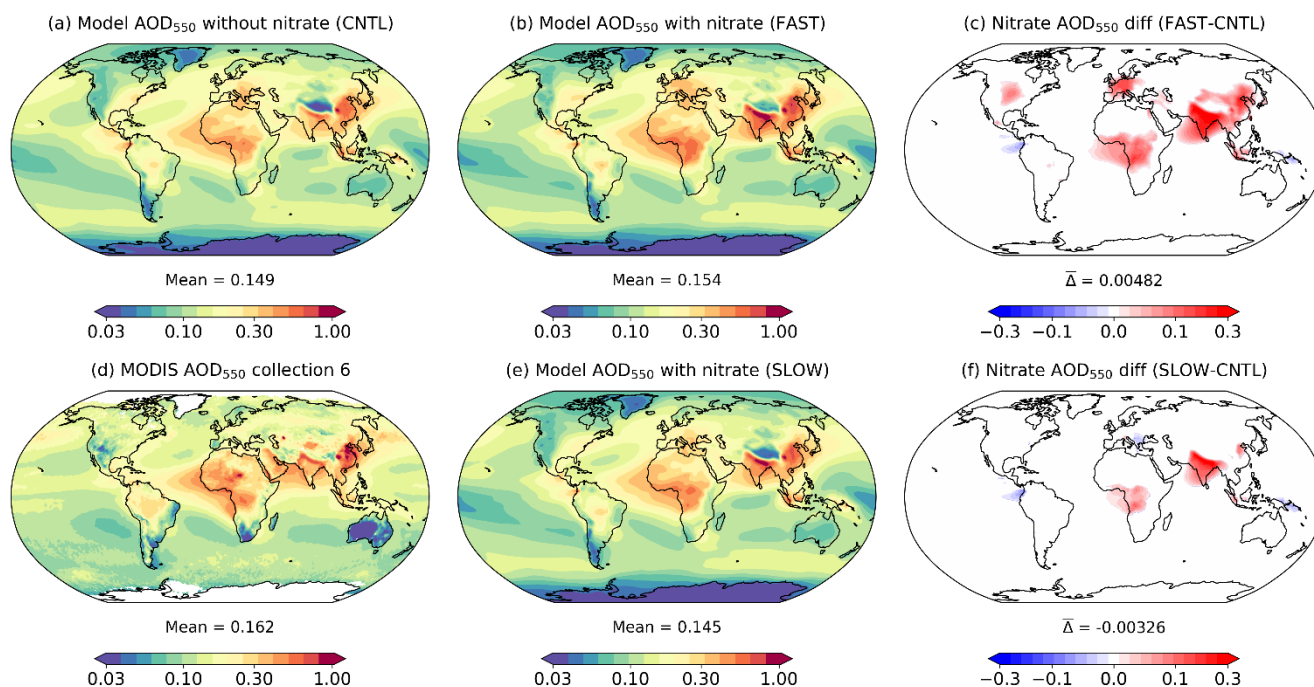 (a) Model AOD₅₅₀ without nitrate (CNTL)
(b) Model AOD₅₅₀ with nitrate (FAST)
(c) Nitrate AOD₅₅₀ diff (FAST-CNTL)
Mean = 0.149
Mean = 0.154
Δ̅ = 0.00482
0.03 0.10 0.30 1.00
0.03 0.10 0.30 1.00
−0.3 −0.1 0.0 0.1 0.3
(d) MODIS AOD₅₅₀ collection 6
(e) Model AOD₅₅₀ with nitrate (SLOW)
(f) Nitrate AOD₅₅₀ diff (SLOW-CNTL)
Mean = 0.162
Mean = 0.145
Δ̅ = -0.00326
0.03 0.10 0.30 1.00
0.03 0.10 0.30 1.00
−0.3 −0.1 0.0 0.1 0.3